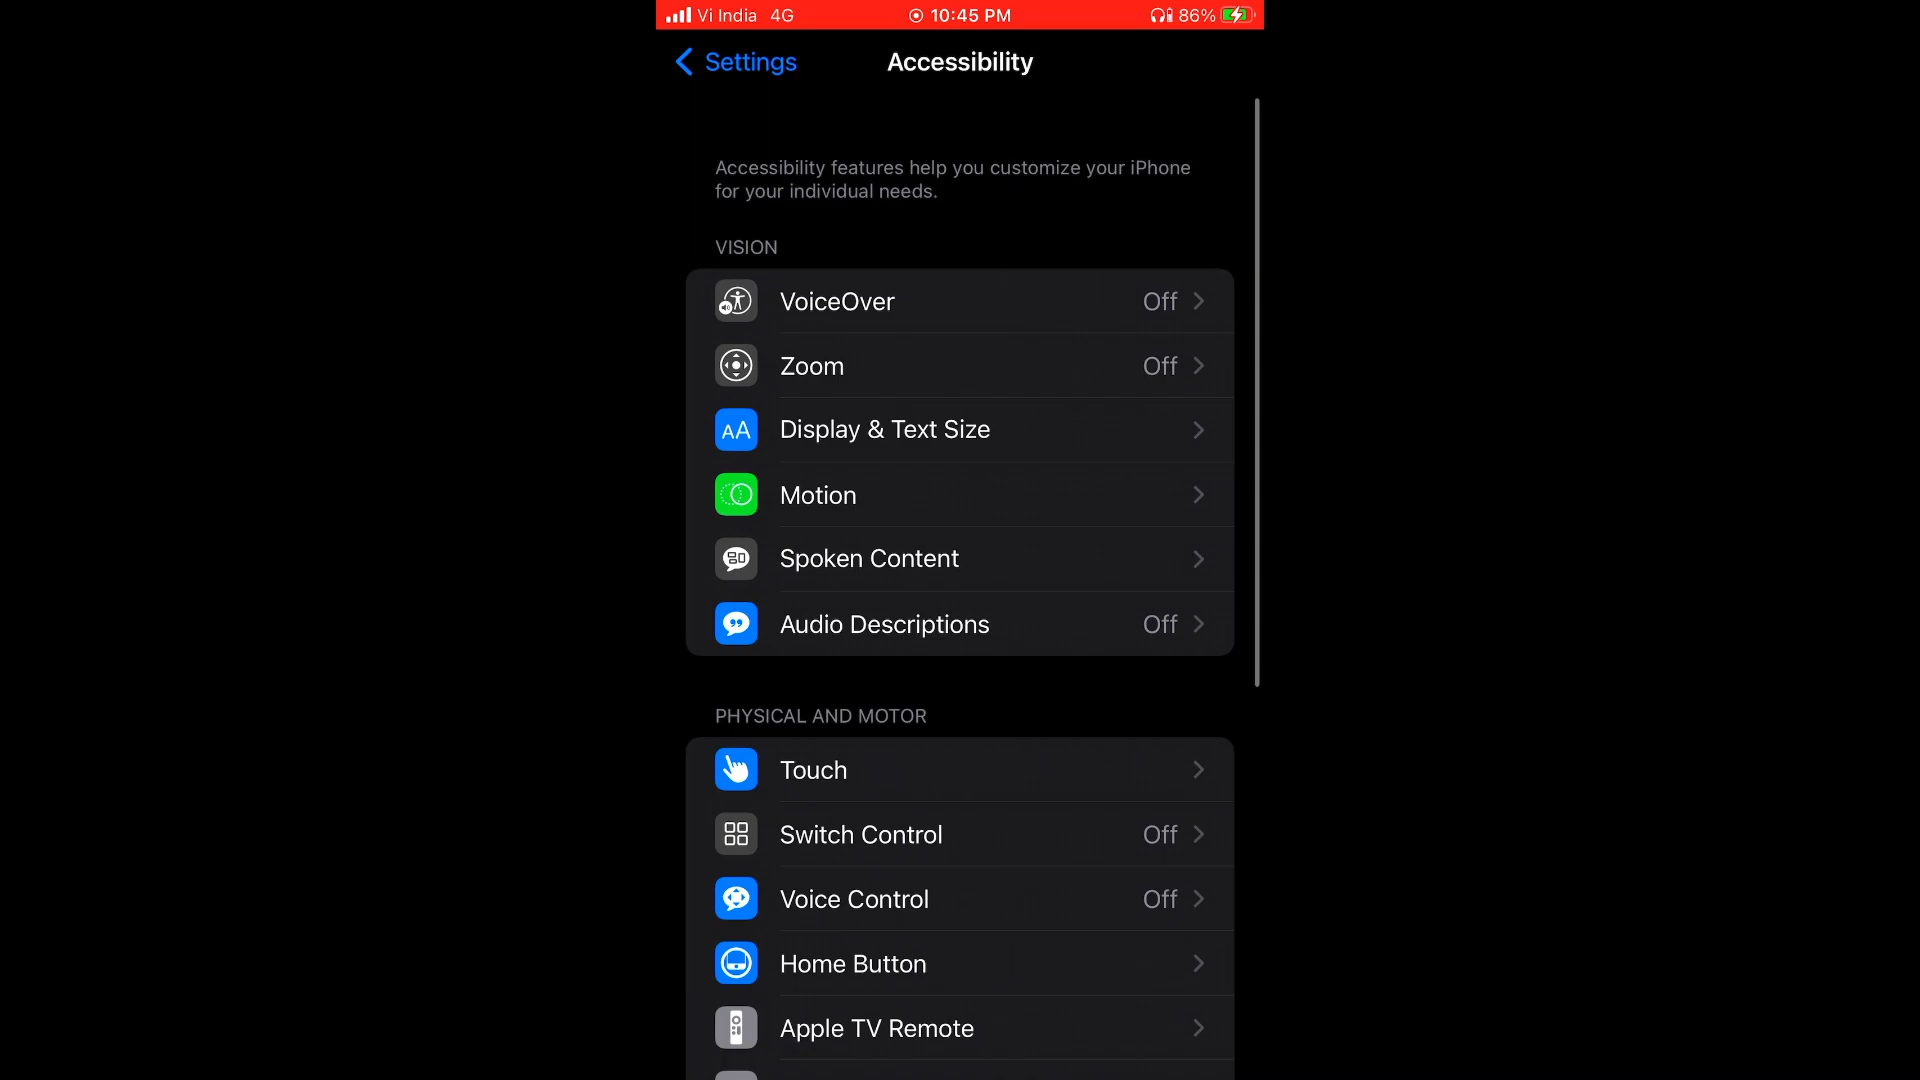 Vi India 4G 10:45 PM 86%
Settings Accessibility
Accessibility features help you customize your iPhone
for your individual needs.
VISION
VoiceOver Off
Zoom Off
AA Display & Text Size
Motion
Spoken Content
Audio Descriptions Off
PHYSICAL AND MOTOR
Touch
Switch Control Off
Voice Control Off
Home Button
Apple TV Remote